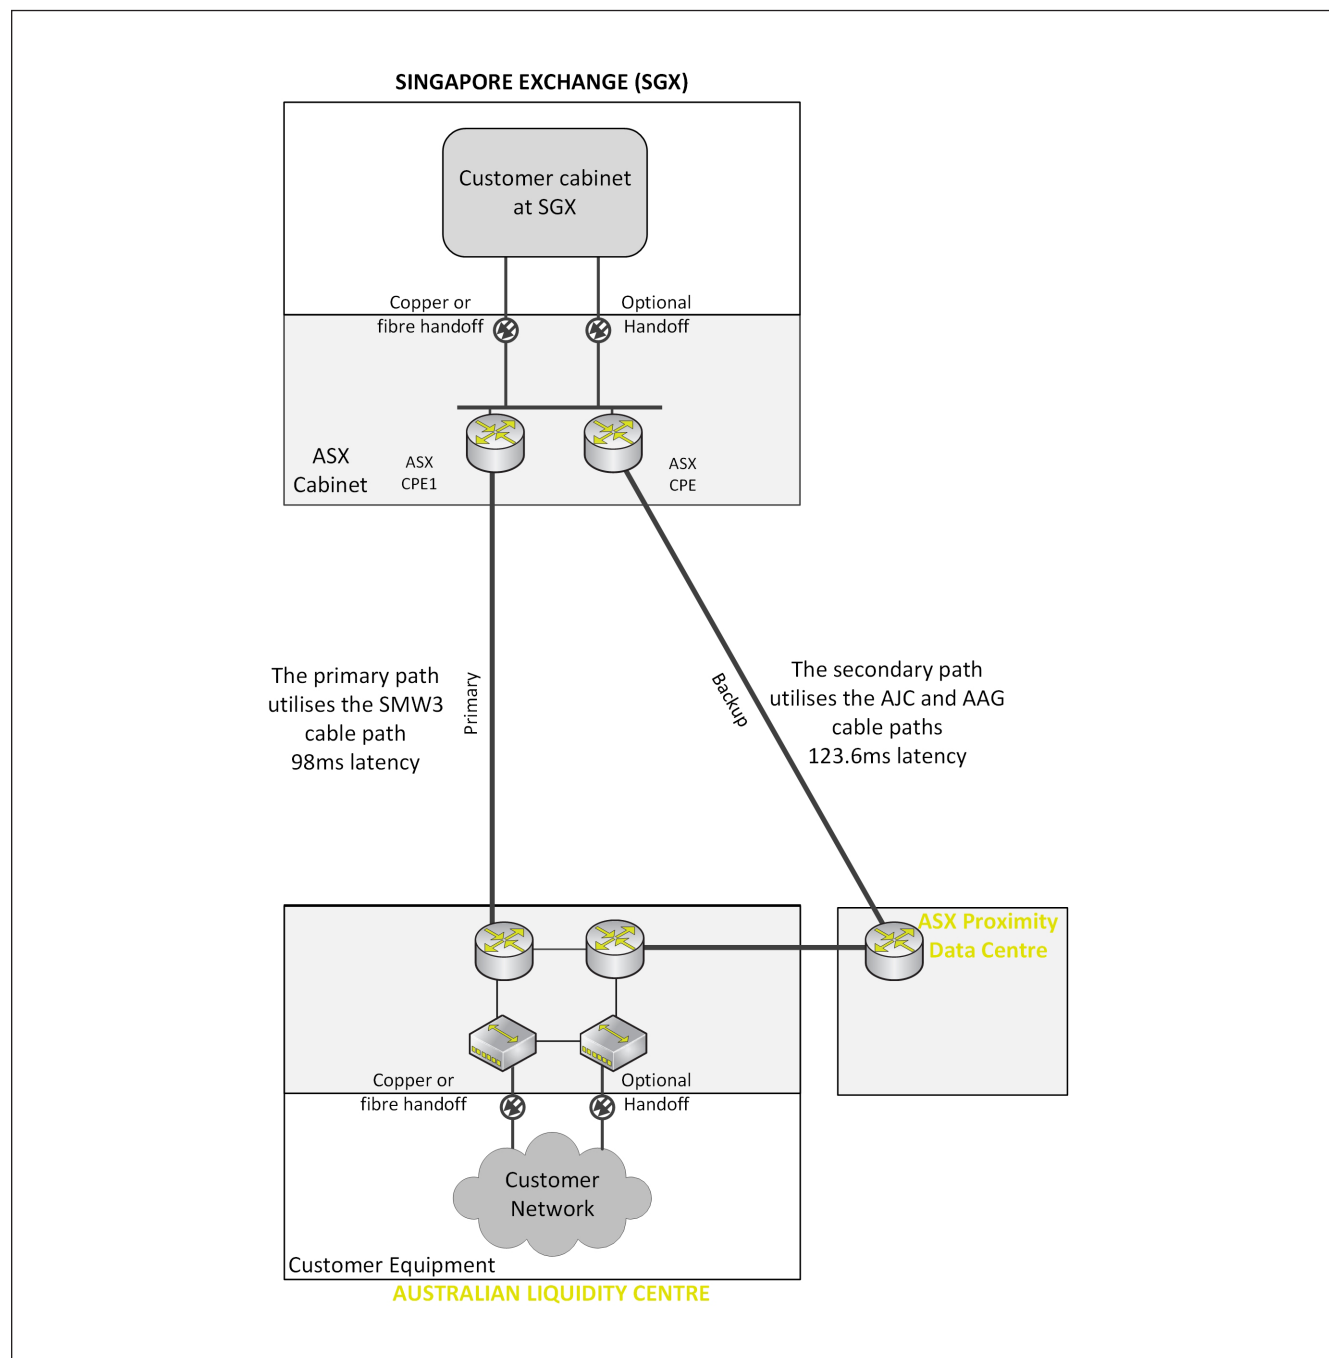 SINGAPORE EXCHANGE (SGX)
Customer cabinet
at SGX
Copper or
fibre handoff
Optional
Handoff
ASX
Cabinet
ASX
CPE1
ASX
CPE
The primary path
utilises the SMW3
cable path
98ms latency
Primary
Backup
The secondary path
utilises the AJC and AAG
cable paths
123.6ms latency
ASX Proximity
Data Centre
Copper or
fibre handoff
Optional
Handoff
Customer
Network
Customer Equipment
AUSTRALIAN LIQUIDITY CENTRE